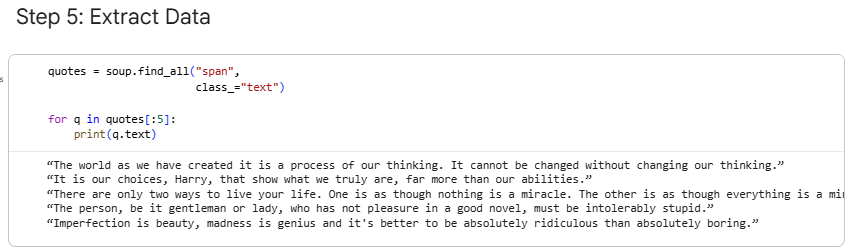 Step 5: Extract Data
quotes = soup.find_all("span",
class_="text")
for q in quotes[:5]:
print(q.text)
“The world as we have created it is a process of our thinking. It cannot be changed without changing our thinking.”
“It is our choices, Harry, that show what we truly are, far more than our abilities.”
“There are only two ways to live your life. One is as though nothing is a miracle. The other is as though everything is a
“The person, be it gentleman or lady, who has not pleasure in a good novel, must be intolerably stupid.”
“Imperfection is beauty, madness is genius and it's better to be absolutely ridiculous than absolutely boring.”